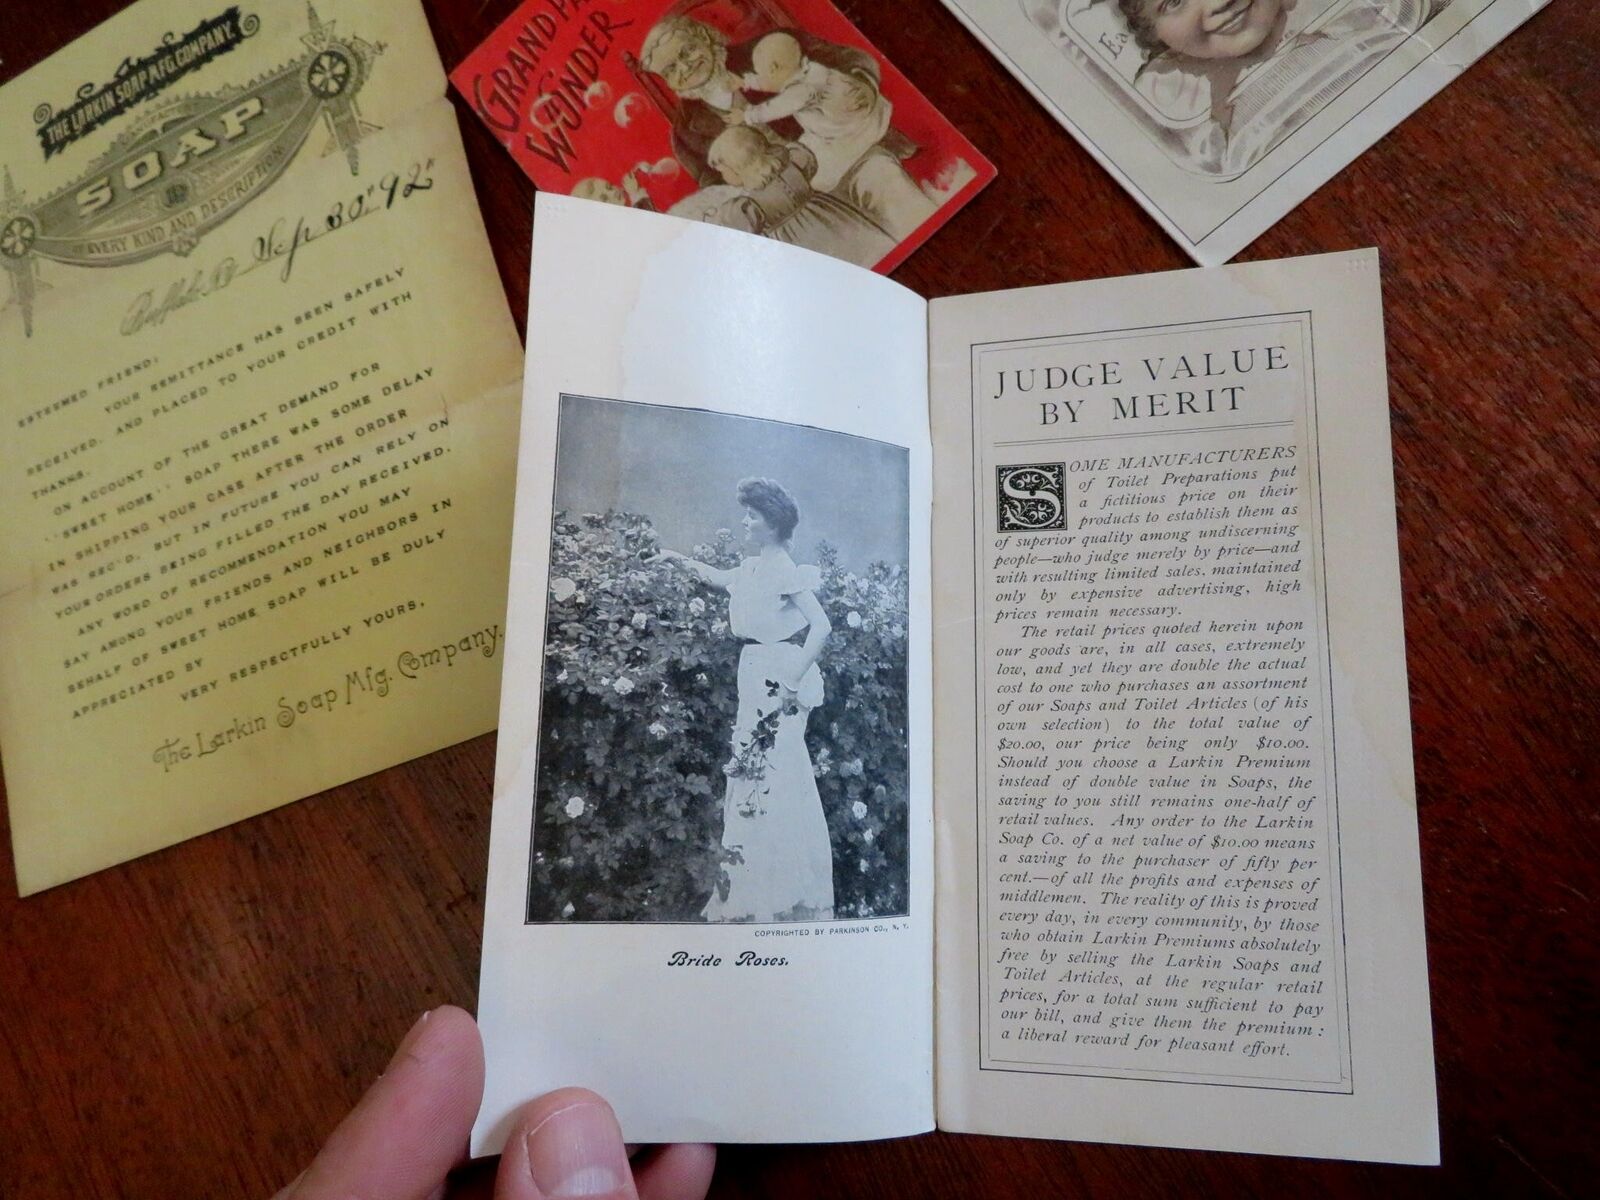 THE LARKIN SOAP MFG. COMPANY.
MANUFACTURERS
SOAP
EVERY KIND AND DESCRIPTION
Buffalo, N.Y. Sep 30" 92"
ESTEEMED FRIEND:
YOUR REMITTANCE HAS BEEN SAFELY
RECEIVED, AND PLACED TO YOUR CREDIT WITH
THANKS.
ON ACCOUNT OF THE GREAT DEMAND FOR
"SWEET HOME" SOAP THERE WAS SOME DELAY
IN SHIPPING YOUR CASE AFTER THE ORDER
WAS REC'D. BUT IN FUTURE YOU CAN RELY ON
YOUR ORDERS BEING FILLED THE DAY RECEIVED.
ANY WORD OF RECOMMENDATION YOU MAY
SAY AMONG YOUR FRIENDS AND NEIGHBORS IN
BEHALF OF SWEET HOME SOAP WILL BE DULY
APPRECIATED BY
VERY RESPECTFULLY YOURS,
The Larkin Soap Mfg. Company.
GRAND PA'S
WONDER
COPYRIGHTED BY PARKINSON CO., N. Y.
Bride Roses.
JUDGE VALUE
BY MERIT
SOME MANUFACTURERS
of Toilet Preparations put
a fictitious price on their
products to establish them as
of superior quality among undiscerning
people—who judge merely by price—and
with resulting limited sales, maintained
only by expensive advertising, high
prices remain necessary.
The retail prices quoted herein upon
our goods are, in all cases, extremely
low, and yet they are double the actual
cost to one who purchases an assortment
of our Soaps and Toilet Articles (of his
own selection) to the total value of
$20.00, our price being only $10.00.
Should you choose a Larkin Premium
instead of double value in Soaps, the
saving to you still remains one-half of
retail values. Any order to the Larkin
Soap Co. of a net value of $10.00 means
a saving to the purchaser of fifty per
cent.—of all the profits and expenses of
middlemen. The reality of this is proved
every day, in every community, by those
who obtain Larkin Premiums absolutely
free by selling the Larkin Soaps and
Toilet Articles, at the regular retail
prices, for a total sum sufficient to pay
our bill, and give them the premium:
a liberal reward for pleasant effort.